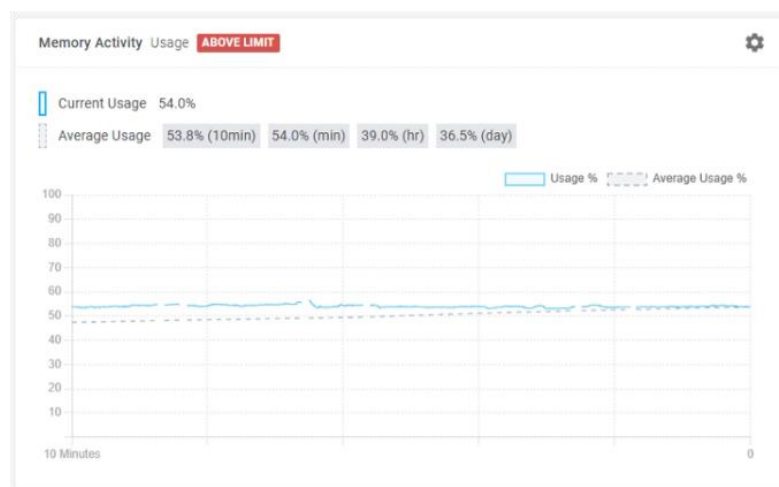 Memory Activity Usage ABOVE LIMIT
Current Usage 54.0%
Average Usage 53.8% (10min) 54.0% (min) 39.0% (hr) 36.5% (day)
Usage % Average Usage %
100
90
80
70
60
50
40
30
20
10
10 Minutes 0